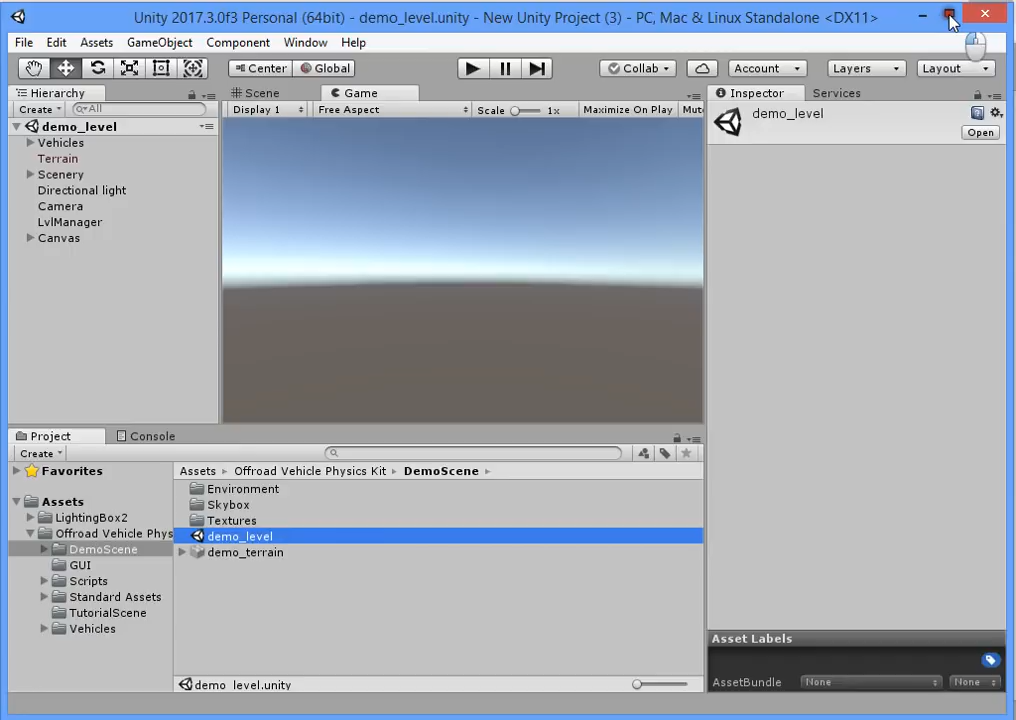 Unity 2017.3.0f3 Personal (64bit) - demo_level.unity - New Unity Project (3) - PC, Mac & Linux Standalone <DX11>
File Edit Assets GameObject Component Window Help
Center Global Collab Account Layers Layout
Hierarchy Scene Game Inspector Services
Create All Display 1 Free Aspect Scale 1x Maximize On Play Mut
demo_level
demo_level
Open
Vehicles
Terrain
Scenery
Directional light
Camera
LvlManager
Canvas
Project Console
Create
Favorites
Assets
LightingBox2
Offroad Vehicle Phys
DemoScene
GUI
Scripts
Standard Assets
TutorialScene
Vehicles
Assets Offroad Vehicle Physics Kit DemoScene
Environment
Skybox
Textures
demo_level
demo_terrain
demo_level.unity
Asset Labels
AssetBundle None None